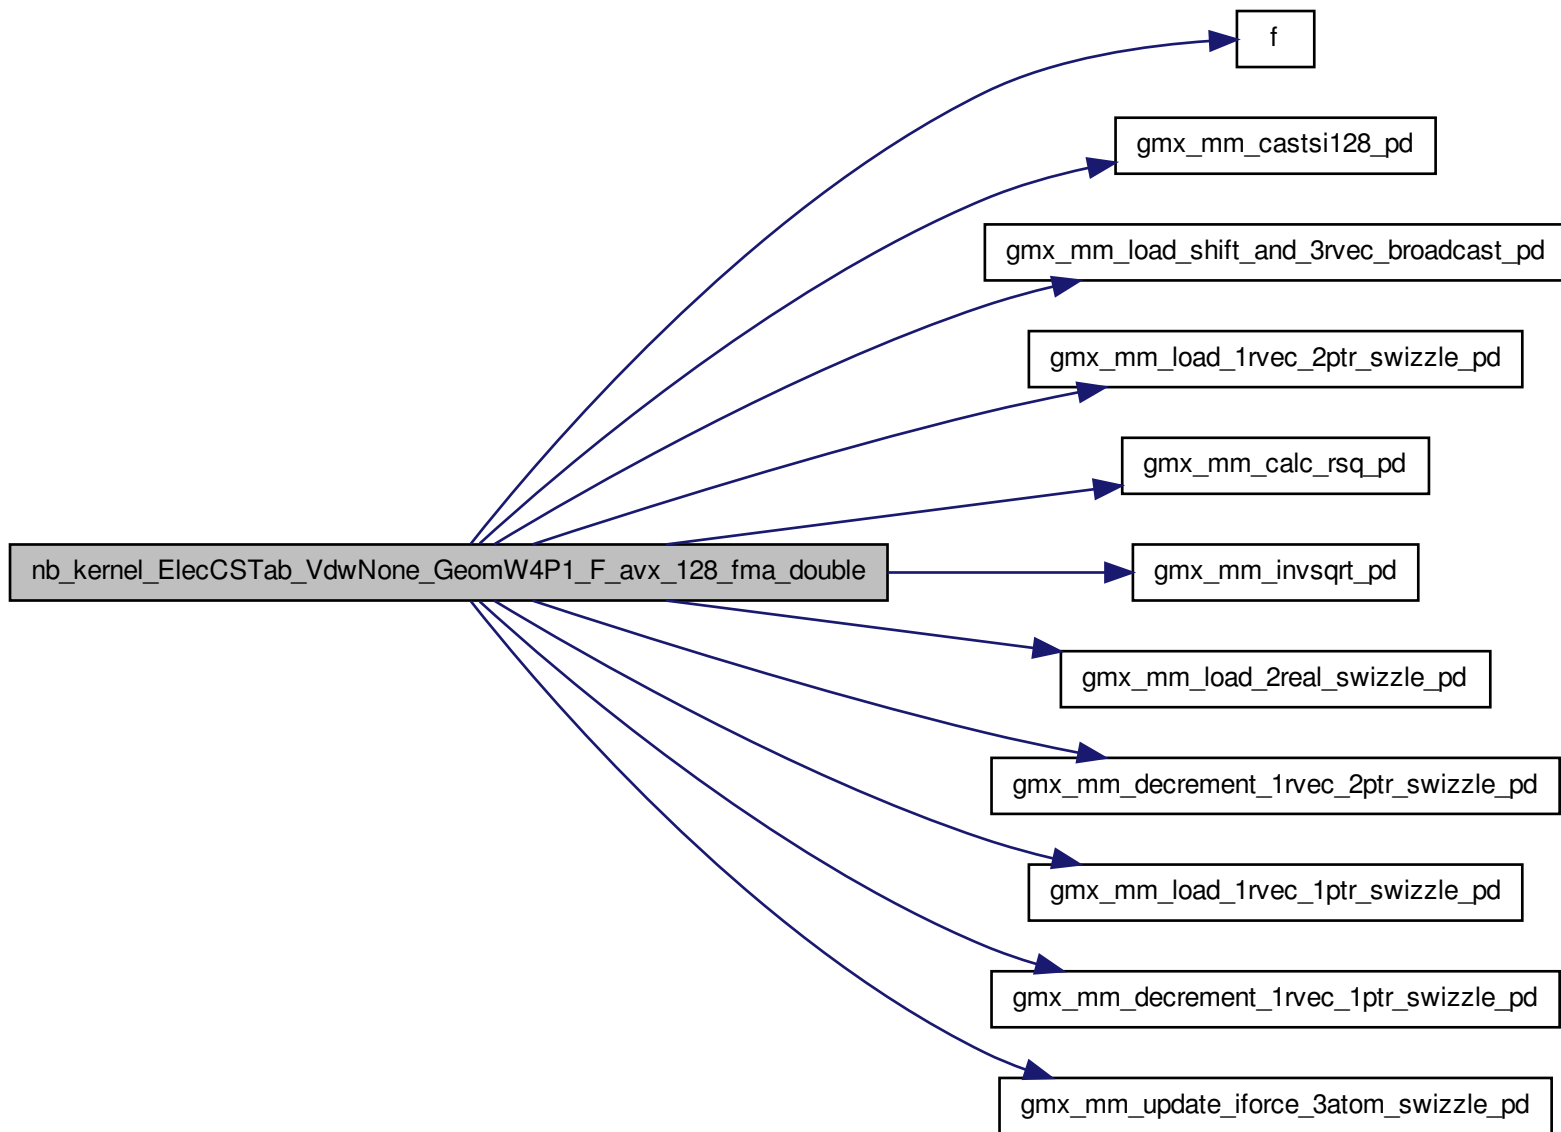 f
gmx_mm_castsi128_pd
gmx_mm_load_shift_and_3rvec_broadcast_pd
gmx_mm_load_1rvec_2ptr_swizzle_pd
gmx_mm_calc_rsq_pd
nb_kernel_ElecCSTab_VdwNone_GeomW4P1_F_avx_128_fma_double
gmx_mm_invsqrt_pd
gmx_mm_load_2real_swizzle_pd
gmx_mm_decrement_1rvec_2ptr_swizzle_pd
gmx_mm_load_1rvec_1ptr_swizzle_pd
gmx_mm_decrement_1rvec_1ptr_swizzle_pd
gmx_mm_update_iforce_3atom_swizzle_pd